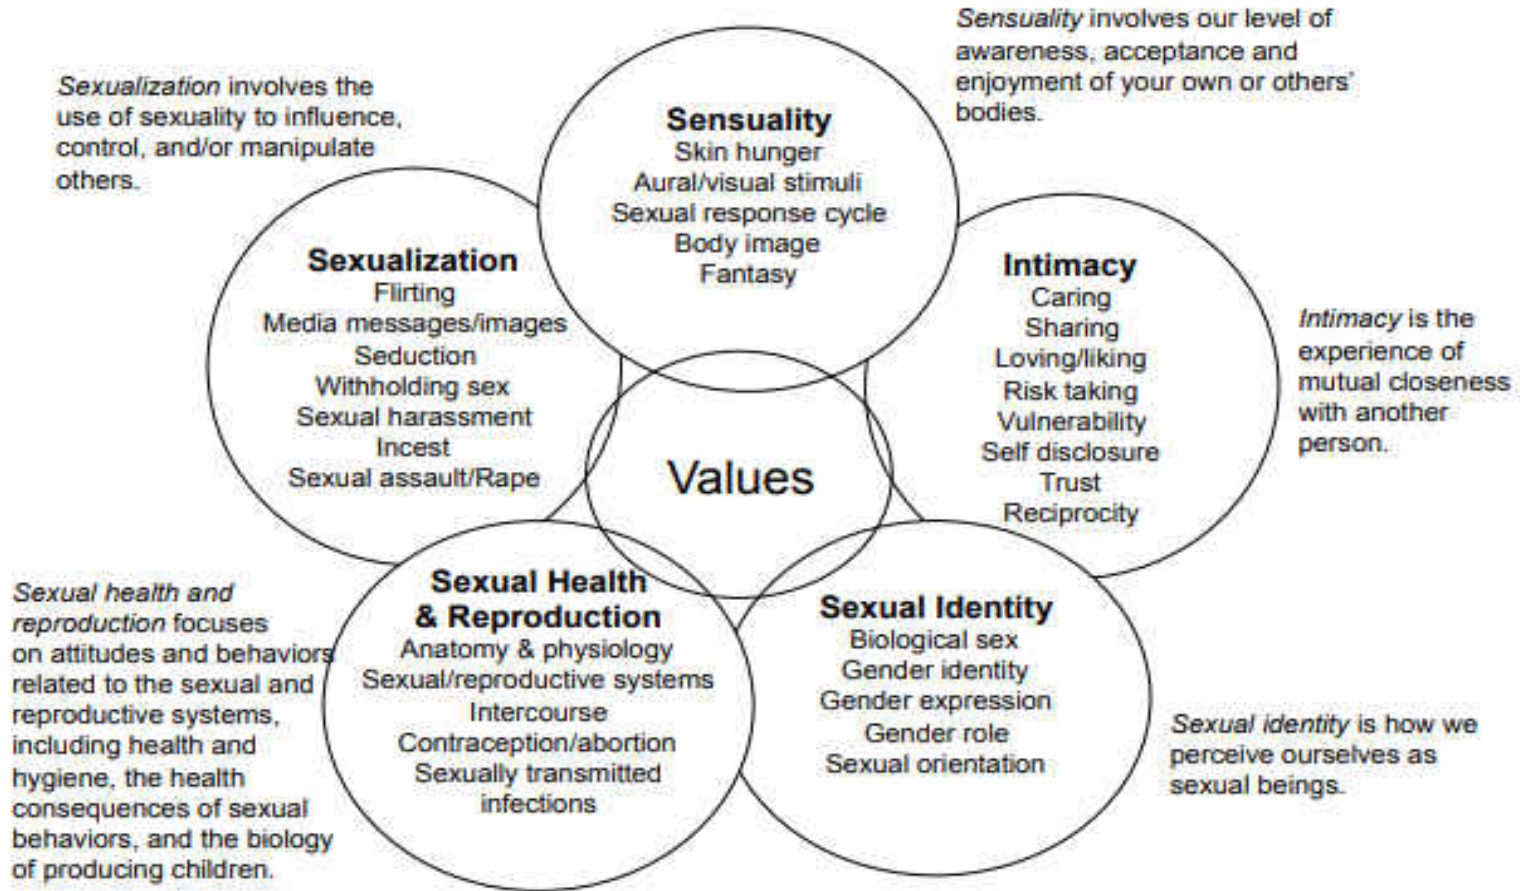 Sensuality involves our level of
awareness, acceptance and
enjoyment of your own or others'
bodies.
Sexualization involves the
use of sexuality to influence,
control, and/or manipulate
others.
Sensuality
Skin hunger
Aural/visual stimuli
Sexual response cycle
Body image
Fantasy
Sexualization
Flirting
Media messages/images
Seduction
Withholding sex
Sexual harassment
Incest
Sexual assault/Rape
Intimacy
Caring
Sharing
Loving/liking
Risk taking
Vulnerability
Self disclosure
Trust
Reciprocity
Intimacy is the
experience of
mutual closeness
with another
person.
Values
Sexual health and
reproduction focuses
on attitudes and behaviors
related to the sexual and
reproductive systems,
including health and
hygiene, the health
consequences of sexual
behaviors, and the biology
of producing children.
Sexual Health
& Reproduction
Anatomy & physiology
Sexual/reproductive systems
Intercourse
Contraception/abortion
Sexually transmitted
infections
Sexual Identity
Biological sex
Gender identity
Gender expression
Gender role
Sexual orientation
Sexual identity is how we
perceive ourselves as
sexual beings.